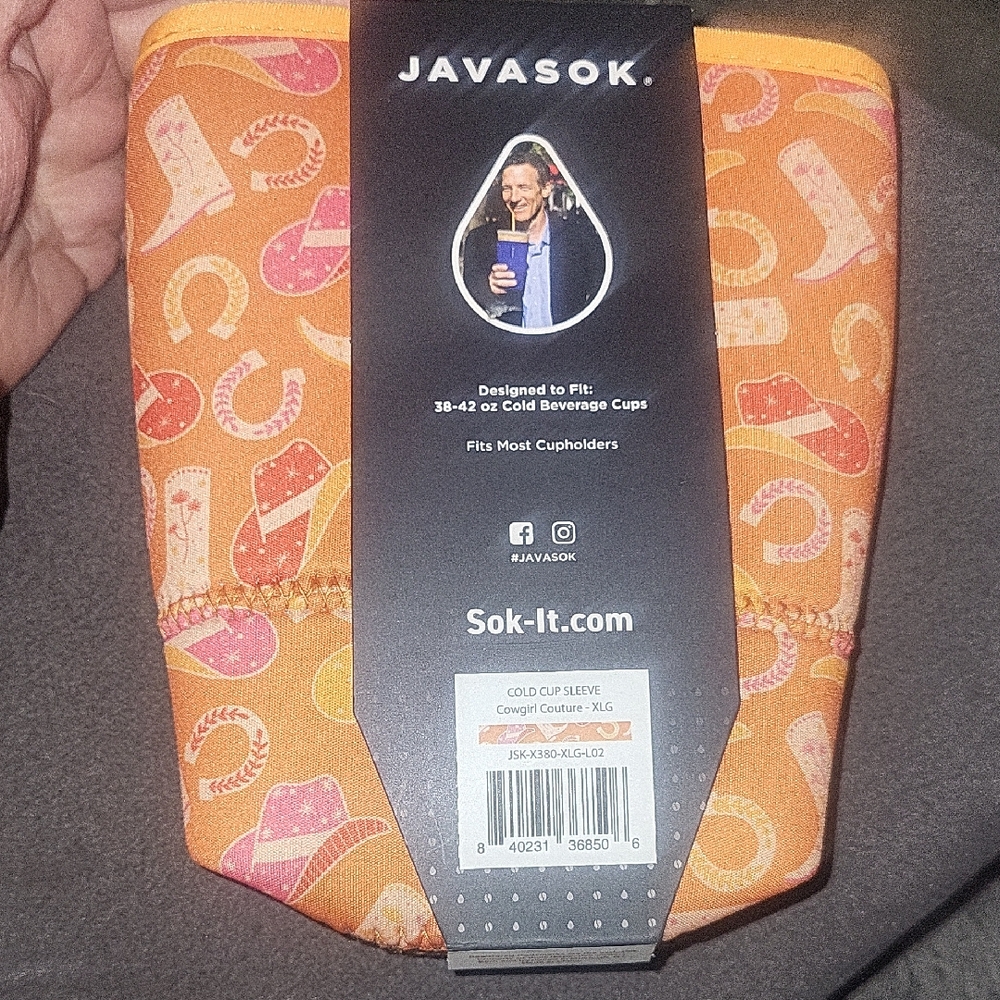 JAVASOK®
Designed to Fit:
38-42 oz Cold Beverage Cups
Fits Most Cupholders
#JAVASOK
Sok-It.com
COLD CUP SLEEVE
Cowgirl Couture - XLG
JSK-X380-XLG-L02
8 40231 36850 6